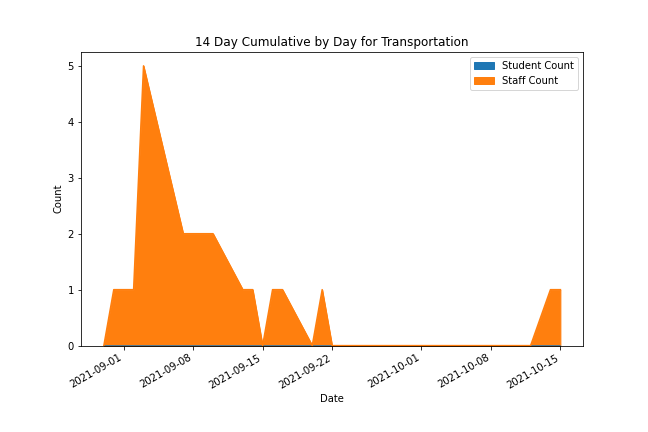 14 Day Cumulative by Day for Transportation
Student Count
Staff Count
5
4
3
2
1
0
Count
2021-09-01
2021-09-08
2021-09-15
2021-09-22
2021-10-01
2021-10-08
2021-10-15
Date